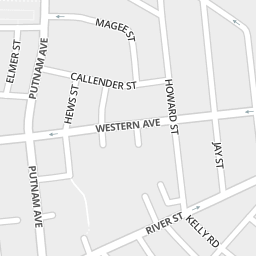 MAGEE ST
ELMER ST
PUTNAM AVE
CALLENDER ST
HEWS ST
HOWARD ST
WESTERN AVE
JAY ST
PUTNAM AVE
RIVER ST
KELLY RD